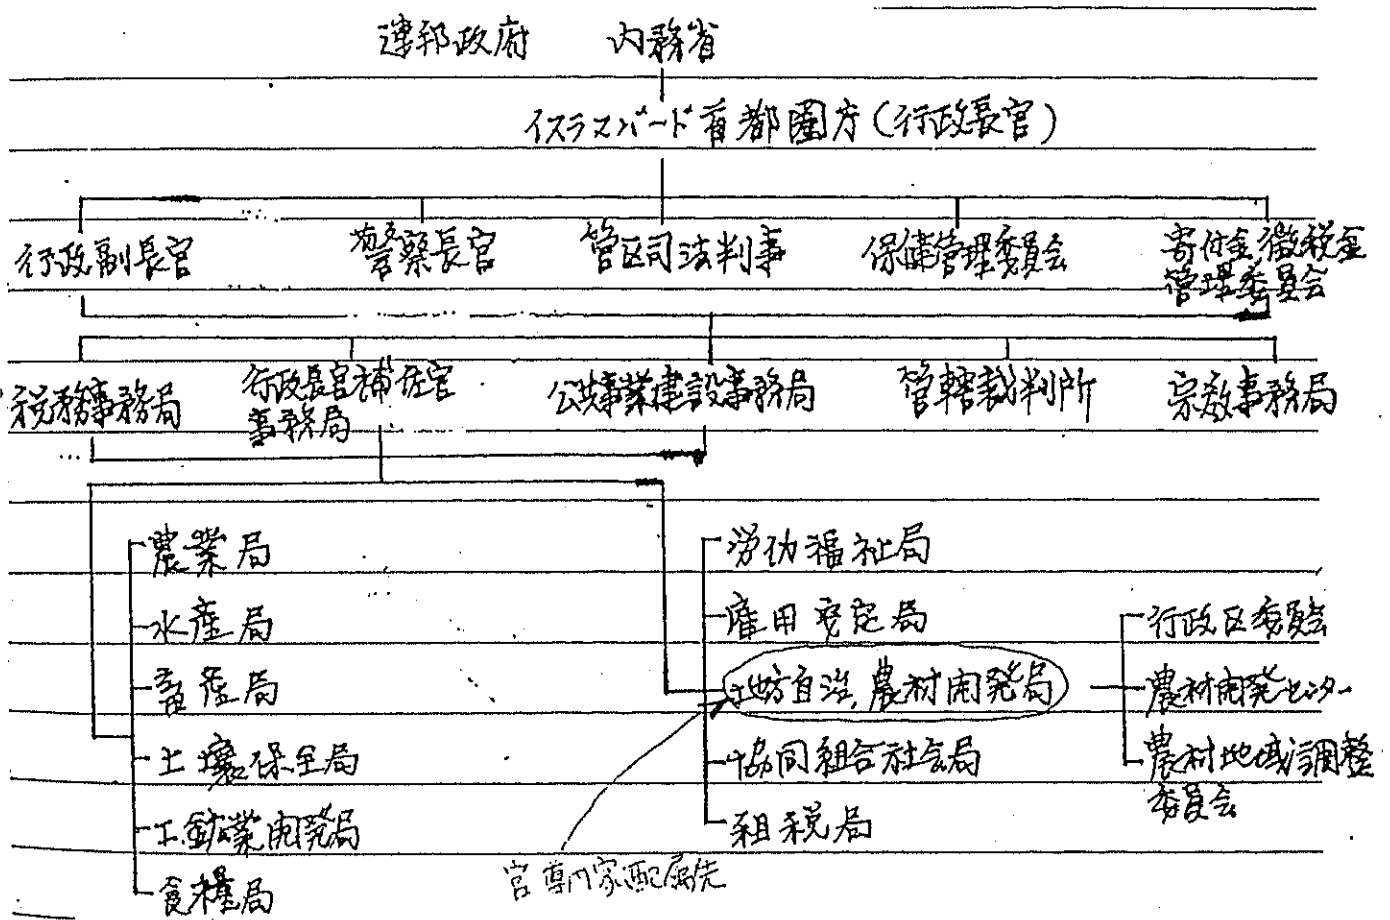 連邦政府 内務省
イスラマバード首都圏庁(行政長官)
行政副長官 警察長官 管区司法判事 保健管理委員会 寄付金徴税金
管理委員会
税務事務局 行政長官補佐官 公共事業建設事務局 管轄裁判所 宗教事務局
事務局
農業局 労働福祉局
水産局 雇用安定局 行政区委員会
畜産局 地方自治,農村開発局 農村開発センター
土壌保全局 協同組合社会局 農村地域調整
委員会
工鉱業開発局 租税局
専門家配属先
食糧局